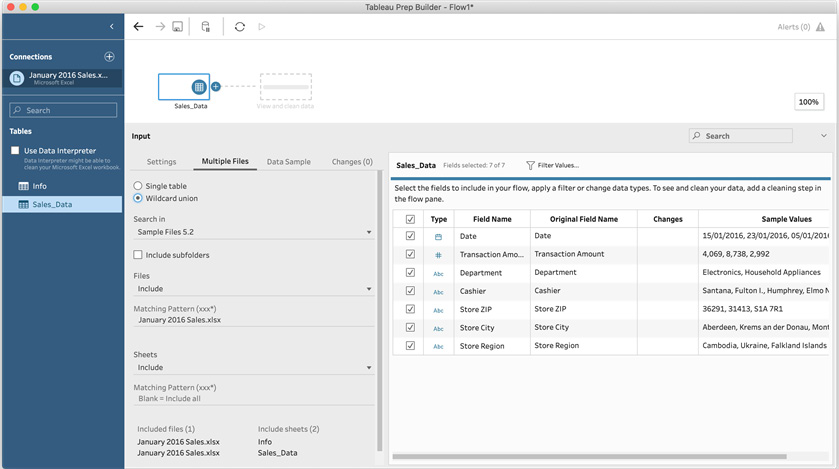 Tableau Prep Builder - Flow1*
Alerts (0)
Connections
January 2016 Sales.x...
Microsoft Excel
Search
Tables
Use Data Interpreter
Data Interpreter might be able to
clean your Microsoft Excel workbook.
Info
Sales_Data
Sales_Data
View and clean data
100%
Input
Search
Settings
Multiple Files
Data Sample
Changes (0)
Single table
Wildcard union
Search in
Sample Files 5.2
Include subfolders
Files
Include
Matching Pattern (xxx*)
January 2016 Sales.xlsx
Sheets
Include
Matching Pattern (xxx*)
Blank = Include all
Included files (1) Include sheets (2)
January 2016 Sales.xlsx Info
January 2016 Sales.xlsx Sales_Data
Sales_Data Fields selected: 7 of 7 Filter Values...
Select the fields to include in your flow, apply a filter or change data types. To see and clean your data, add a cleaning step in
the flow pane.
Type Field Name Original Field Name Changes Sample Values
Date Date 15/01/2016, 23/01/2016, 05/01/2016
# Transaction Amo... Transaction Amount 4,069, 8,738, 2,992
Abc Department Department Electronics, Household Appliances
Abc Cashier Cashier Santana, Fulton I., Humphrey, Elmo N
Abc Store ZIP Store ZIP 36291, 31413, S1A 7R1
Abc Store City Store City Aberdeen, Krems an der Donau, Mont
Abc Store Region Store Region Cambodia, Ukraine, Falkland Islands